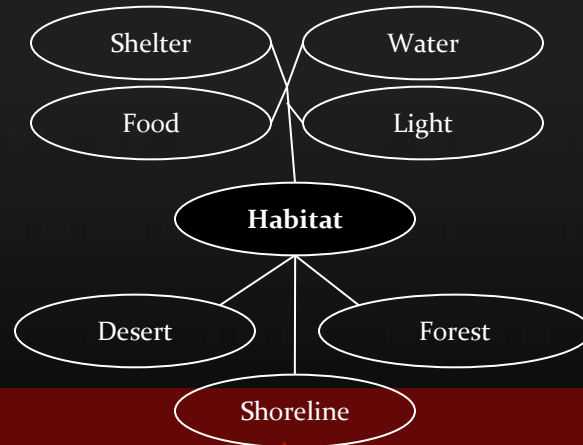 Shelter
Water
Food
Light
Habitat
Desert
Forest
Shoreline